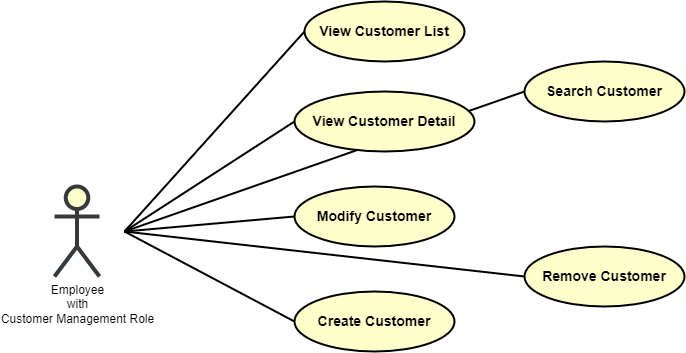 View Customer List
Search Customer
View Customer Detail
Modify Customer
Remove Customer
Employee
with
Customer Management Role
Create Customer